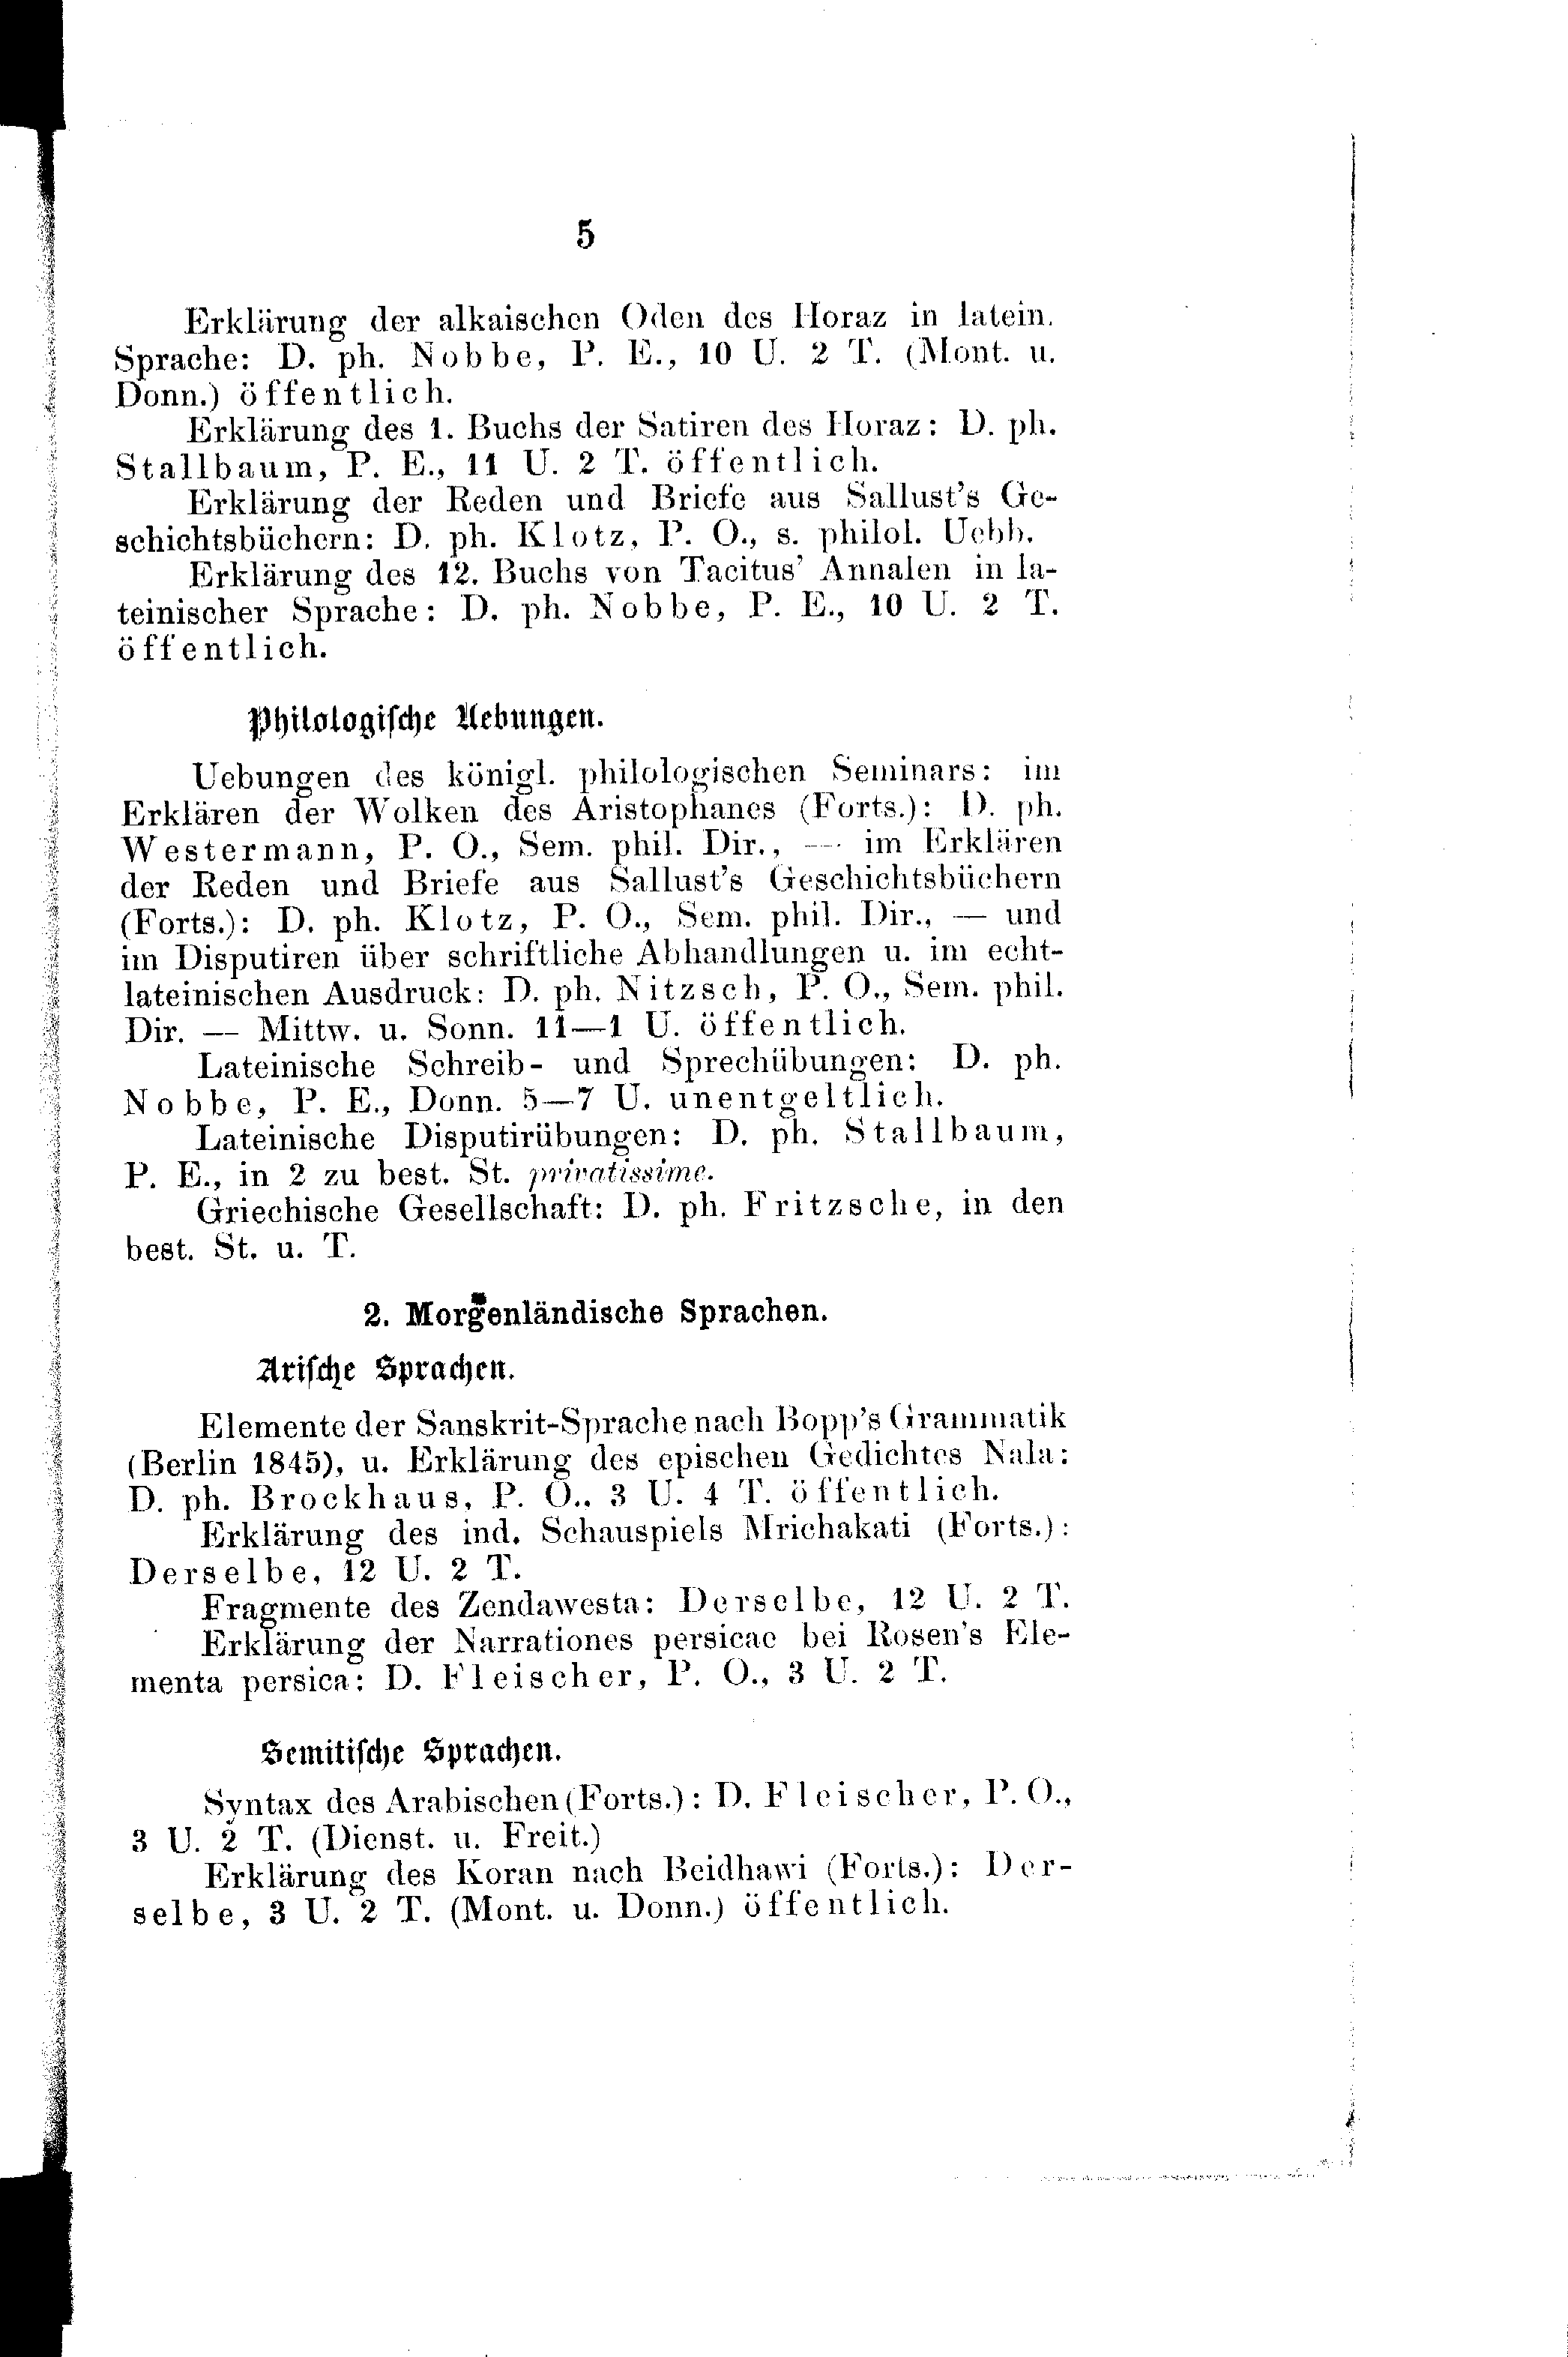 5
Erklärung der alkaischen Oden des Horaz in latein.
Sprache: D. ph. Nobbe, P. E., 10 U. 2 T. (Mont. u.
Donn.) öffentlich.
Erklärung des 1. Buchs der Satiren des Horaz: D. ph.
Stallbaum, P. E., 11 U. 2 T. öffentlich.
Erklärung der Reden und Briefe aus Sallust's Ge-
schichtsbüchern: D. ph. Klotz, P. O., s. philol. Uebb.
Erklärung des 12. Buchs von Tacitus' Annalen in la-
teinischer Sprache: D. ph. Nobbe, P. E., 10 U. 2 T.
öffentlich.
Philologische Uebungen.
Uebungen des königl. philologischen Seminars: im
Erklären der Wolken des Aristophanes (Forts.): D. ph.
Westermann, P. O., Sem. phil. Dir., — im Erklären
der Reden und Briefe aus Sallust's Geschichtsbüchern
(Forts.): D. ph. Klotz, P. O., Sem. phil. Dir., — und
im Disputiren über schriftliche Abhandlungen u. im echt-
lateinischen Ausdruck: D. ph. Nitzsch, P. O., Sem. phil.
Dir. — Mittw. u. Sonn. 11—1 U. öffentlich.
Lateinische Schreib- und Sprechübungen: D. ph.
Nobbe, P. E., Donn. 5—7 U. unentgeltlich.
Lateinische Disputirübungen: D. ph. Stallbaum,
P. E., in 2 zu best. St. privatissime.
Griechische Gesellschaft: D. ph. Fritzsche, in den
best. St. u. T.
2. Morgenländische Sprachen.
Arische Sprachen.
Elemente der Sanskrit-Sprache nach Bopp's Grammatik
(Berlin 1845), u. Erklärung des epischen Gedichtes Nala:
D. ph. Brockhaus, P. O., 3 U. 4 T. öffentlich.
Erklärung des ind. Schauspiels Mrichakati (Forts.):
Derselbe, 12 U. 2 T.
Fragmente des Zendawesta: Derselbe, 12 U. 2 T.
Erklärung der Narrationes persicae bei Rosen's Ele-
menta persica: D. Fleischer, P. O., 3 U. 2 T.
Semitische Sprachen.
Syntax des Arabischen (Forts.): D. Fleischer, P. O.,
3 U. 2 T. (Dienst. u. Freit.)
Erklärung des Koran nach Beidhawi (Forts.): Der-
selbe, 3 U. 2 T. (Mont. u. Donn.) öffentlich.